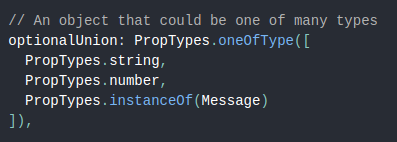 // An object that could be one of many types
optionalUnion: PropTypes.oneOfType([
  PropTypes.string,
  PropTypes.number,
  PropTypes.instanceOf(Message)
]),